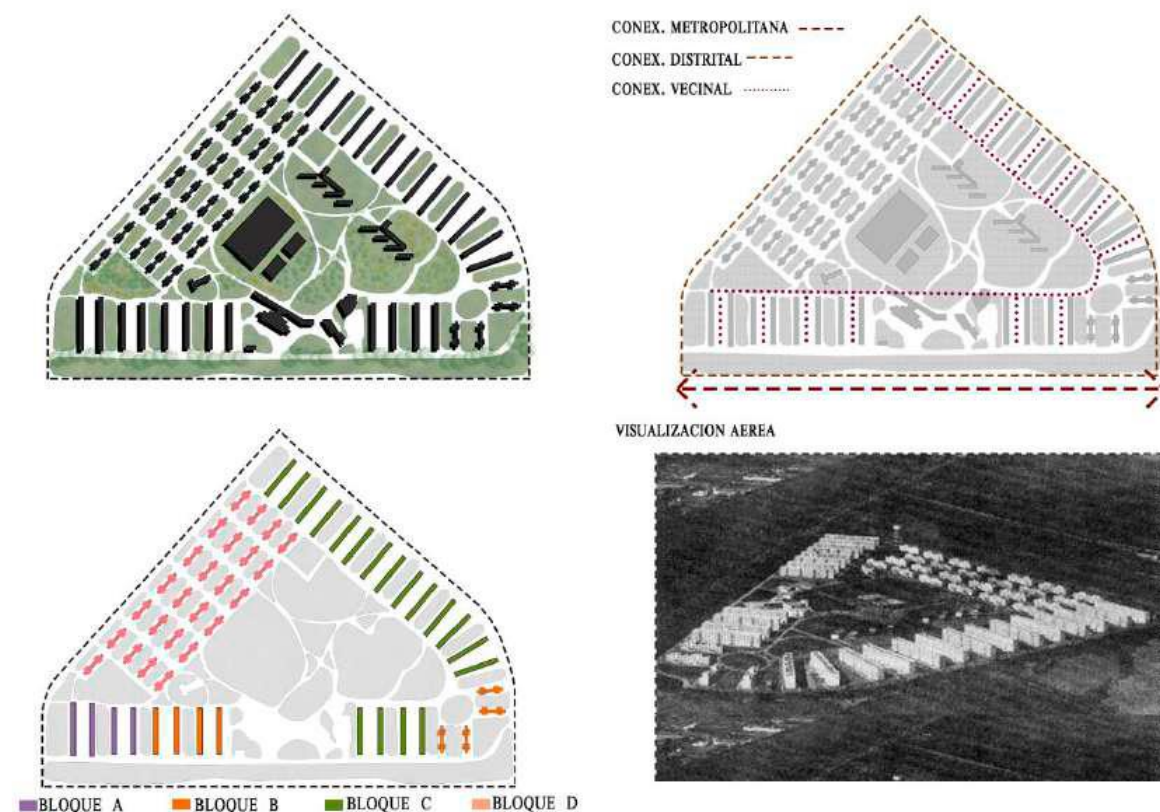 CONEX. METROPOLITANA
CONEX. DISTRITAL
CONEX. VECINAL
VISUALIZACION AEREA
BLOQUE A
BLOQUE B
BLOQUE C
BLOQUE D